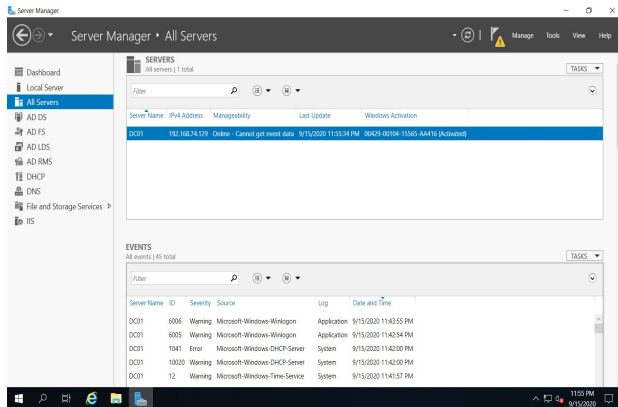 Server Manager
Server Manager • All Servers
Manage Tools View Help
Dashboard
Local Server
All Servers
AD DS
AD FS
AD LDS
AD RMS
DHCP
DNS
File and Storage Services
IIS
SERVERS
All servers | 1 total
TASKS
Filter
Server Name IPv4 Address Manageability Last Update Windows Activation
DC01 192.168.74.129 Online - Cannot get event data 9/15/2020 11:55:34 PM 00429-00104-15565-AA416 (Activated)
EVENTS
All events | 45 total
TASKS
Filter
Server Name ID Severity Source Log Date and Time
DC01 6006 Warning Microsoft-Windows-Winlogon Application 9/15/2020 11:43:55 PM
DC01 6005 Warning Microsoft-Windows-Winlogon Application 9/15/2020 11:42:54 PM
DC01 1041 Error Microsoft-Windows-DHCP-Server System 9/15/2020 11:42:00 PM
DC01 10020 Warning Microsoft-Windows-DHCP-Server System 9/15/2020 11:42:00 PM
DC01 12 Warning Microsoft-Windows-Time-Service System 9/15/2020 11:41:57 PM
11:55 PM
9/15/2020